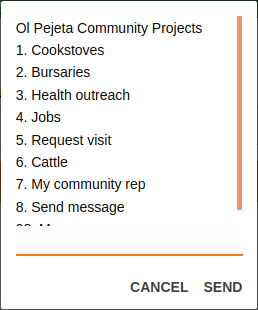 Ol Pejeta Community Projects
1. Cookstoves
2. Bursaries
3. Health outreach
4. Jobs
5. Request visit
6. Cattle
7. My community rep
8. Send message
CANCEL SEND